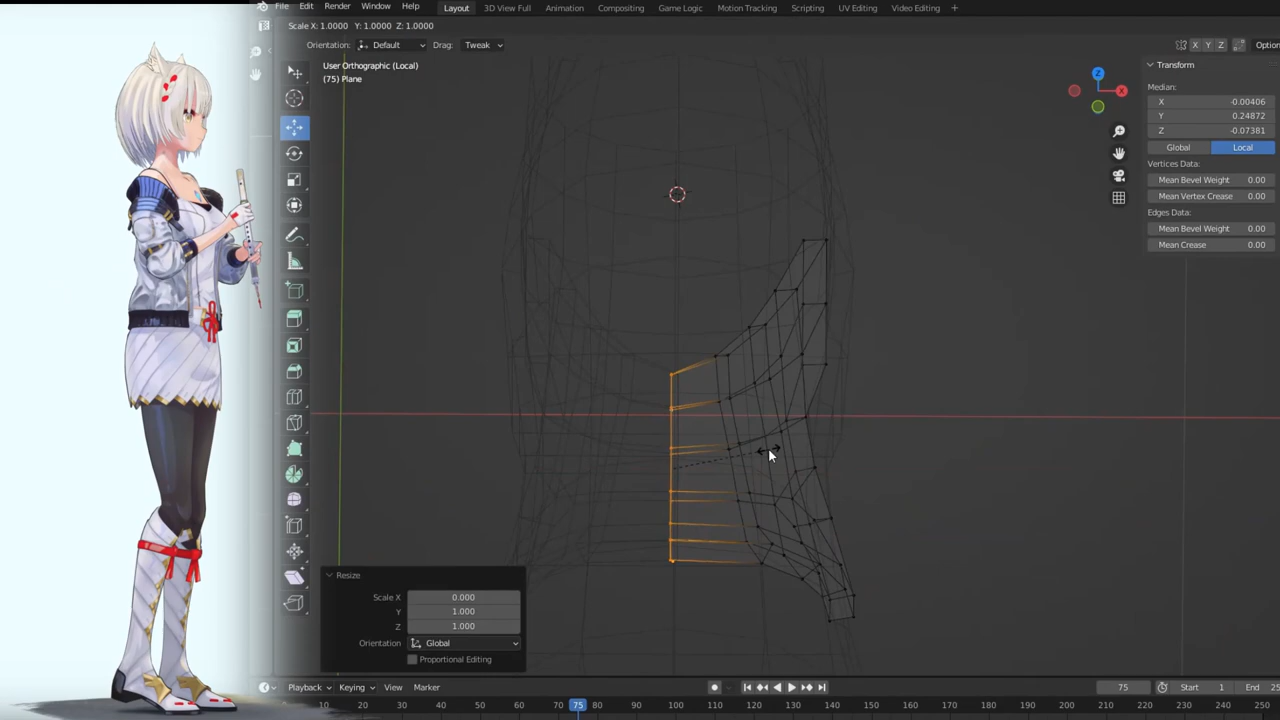 File Edit Render Window Help Layout 3D View Full Animation Compositing Game Logic Motion Tracking Scripting UV Editing Video Editing +
Scale X: 1.0000 Y: 1.0000 Z: 1.0000
Orientation: Default Drag: Tweak X Y Z
User Orthographic (Local)
(75) Plane
Z
X
Transform
Median:
X -0.00406
Y 0.24872
Z -0.07381
Global Local
Vertices Data:
Mean Bevel Weight 0.00
Mean Vertex Crease 0.00
Edges Data:
Mean Bevel Weight 0.00
Mean Crease 0.00
Resize
Scale X 0.000
Y 1.000
Z 1.000
Orientation Global
Proportional Editing
Playback Keying View Marker 75 Start 1 End
10 20 30 40 50 60 70 75 80 90 100 110 120 130 140 150 160 170 180 190 200 210 220 230 240 250